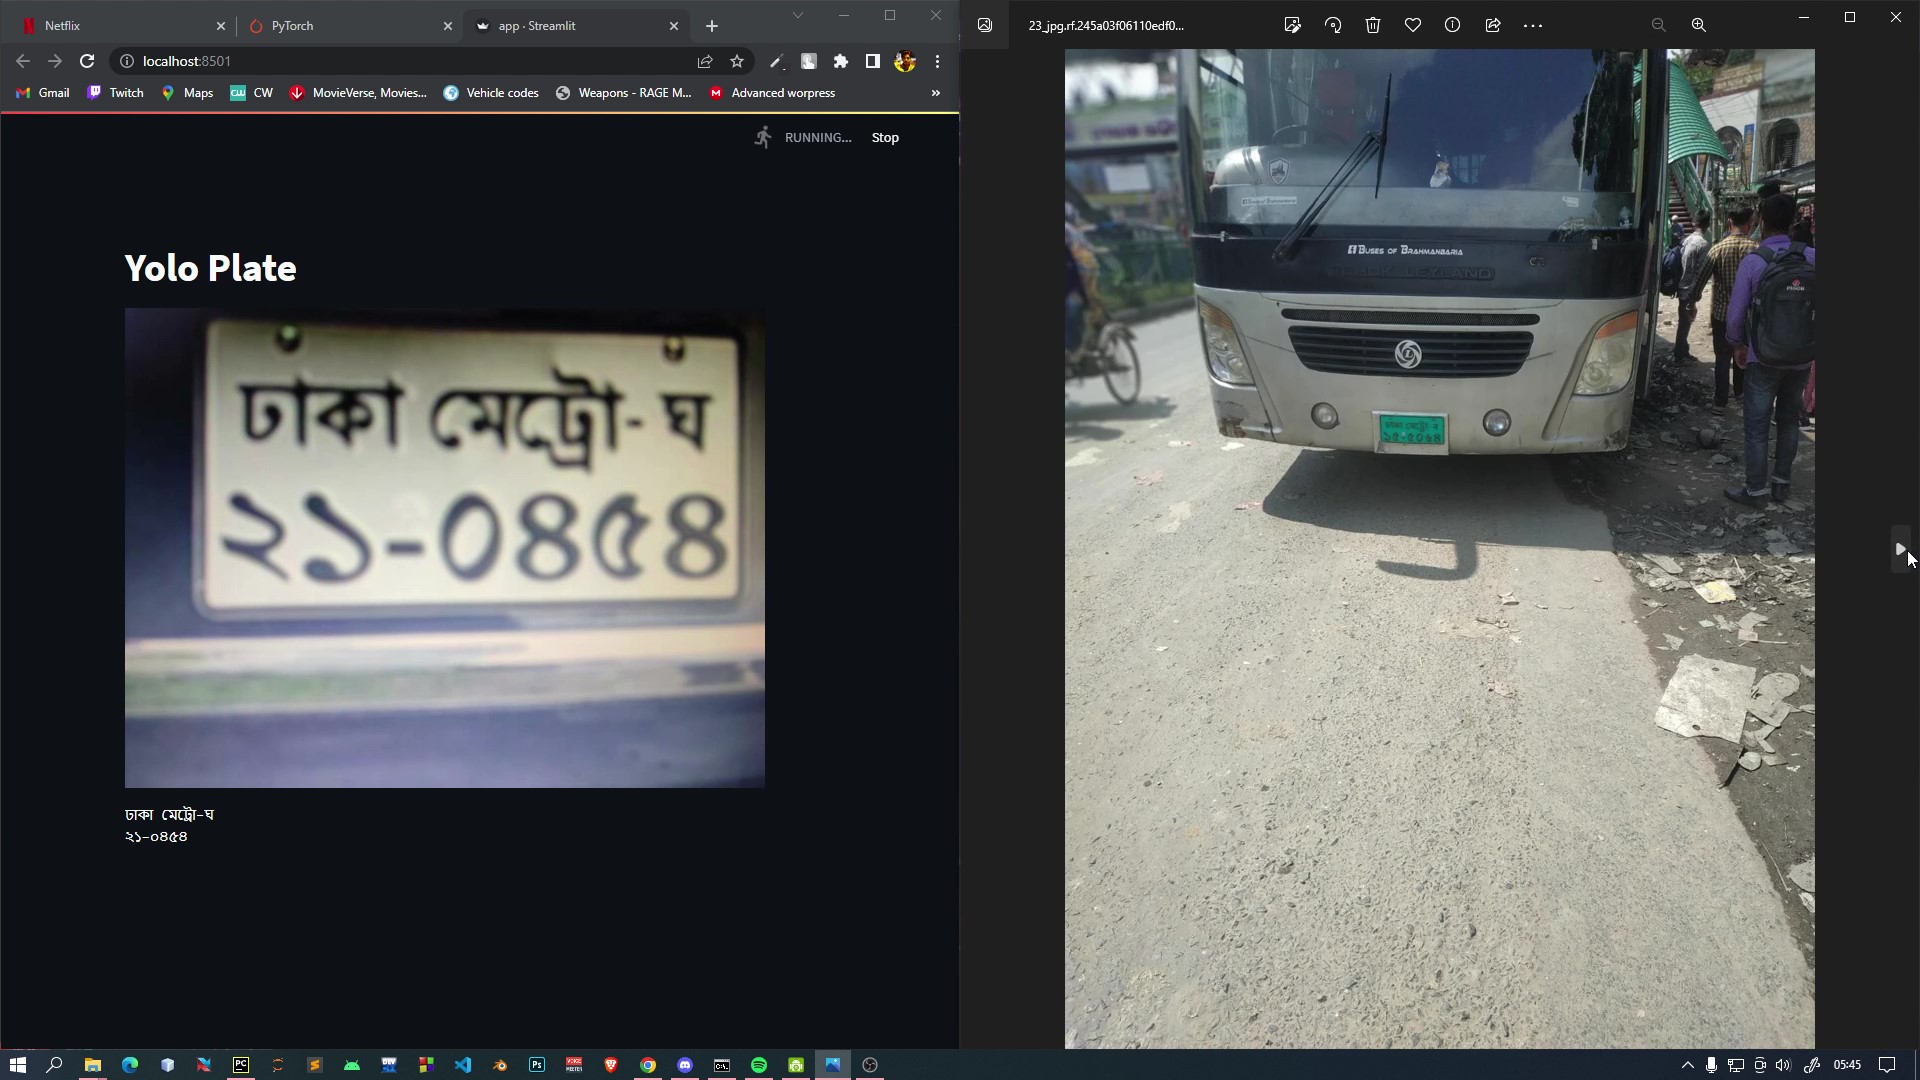 Netflix
PyTorch
app · Streamlit
localhost:8501
Gmail
Twitch
Maps
CW
MovieVerse, Movies...
Vehicle codes
Weapons - RAGE M...
Advanced worpress
»
RUNNING...
Stop
Yolo Plate
ঢাকা মেট্রো- ঘ
২১-০৪৫৪
ঢাকা মেট্রো-ঘ
২১-০৪৫৪
23_jpg.rf.245a03f06110edf0...
BUSES OF BRAHMANBARIA
ঢাকা মেট্রো ব
05:45